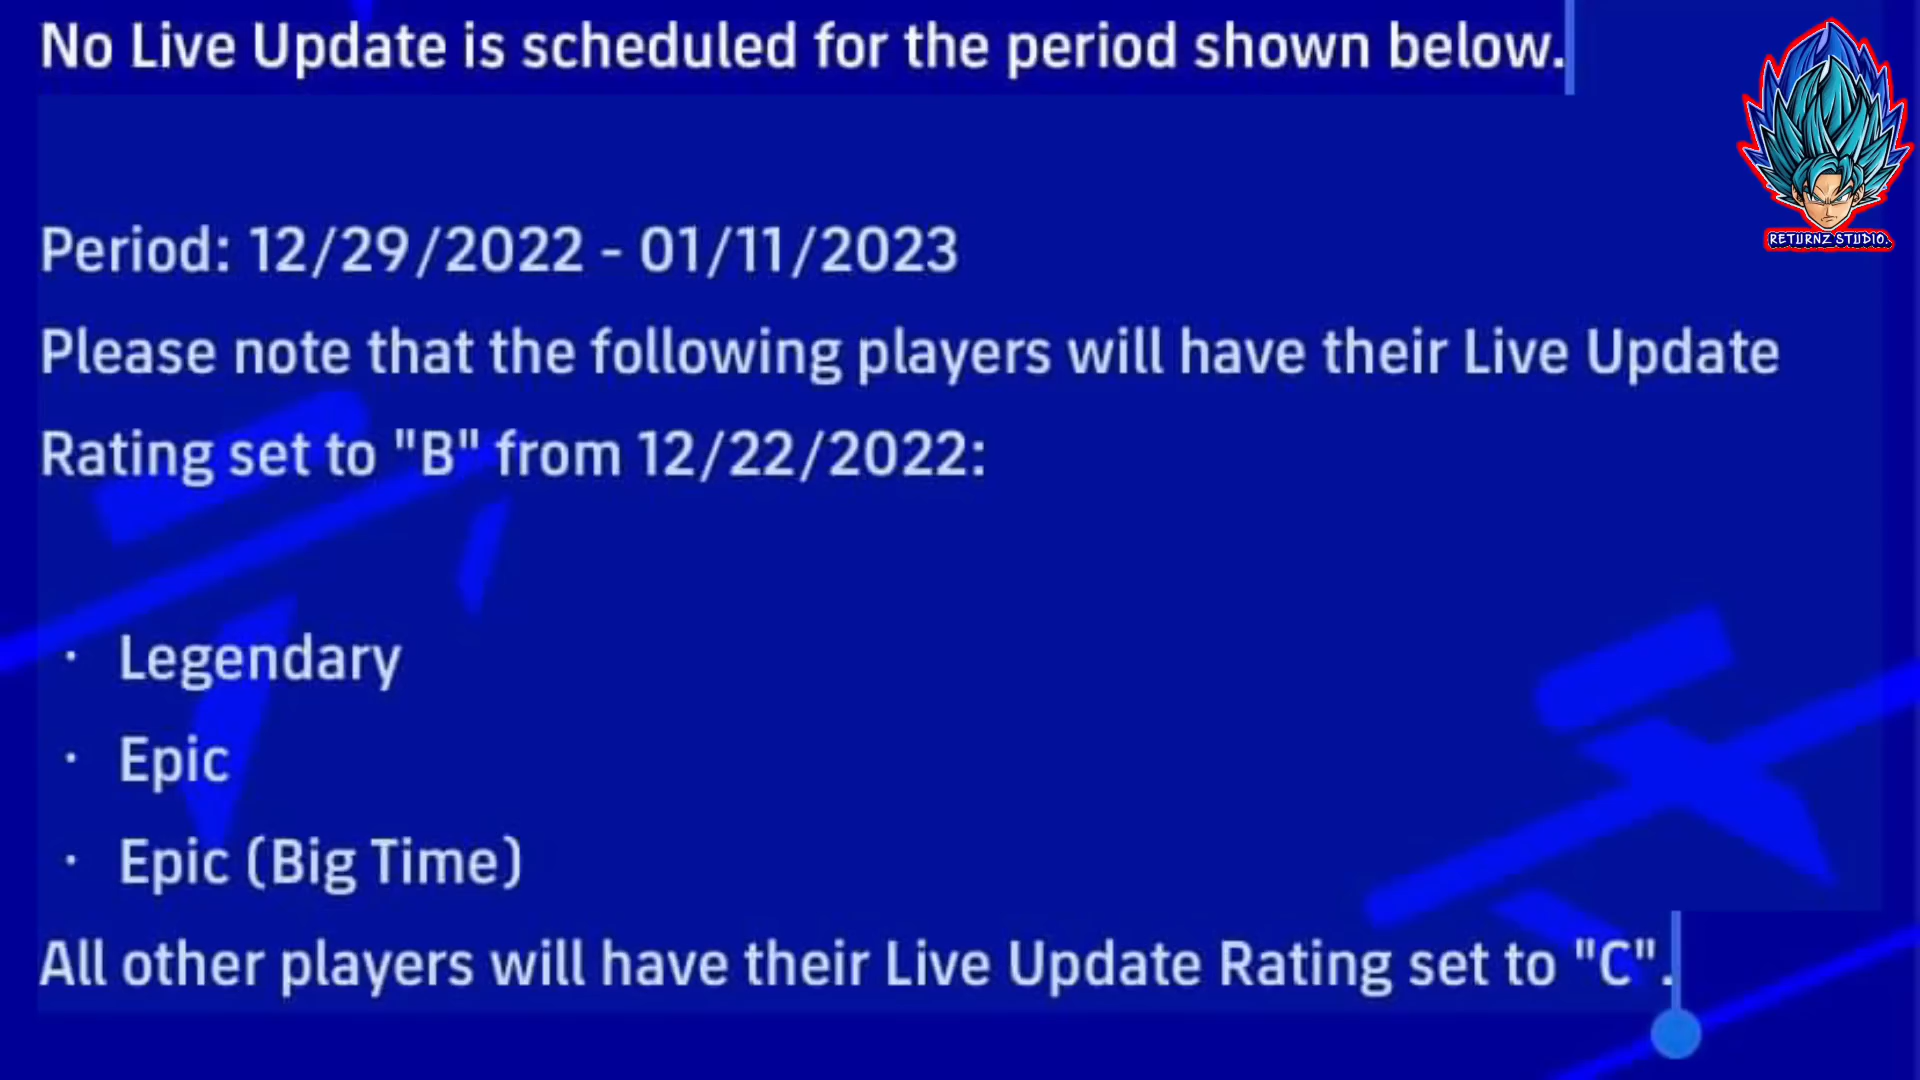 No Live Update is scheduled for the period shown below.
RETURNZ STUDIO.
Period: 12/29/2022 - 01/11/2023
Please note that the following players will have their Live Update
Rating set to "B" from 12/22/2022:
· Legendary
· Epic
· Epic (Big Time)
All other players will have their Live Update Rating set to "C".